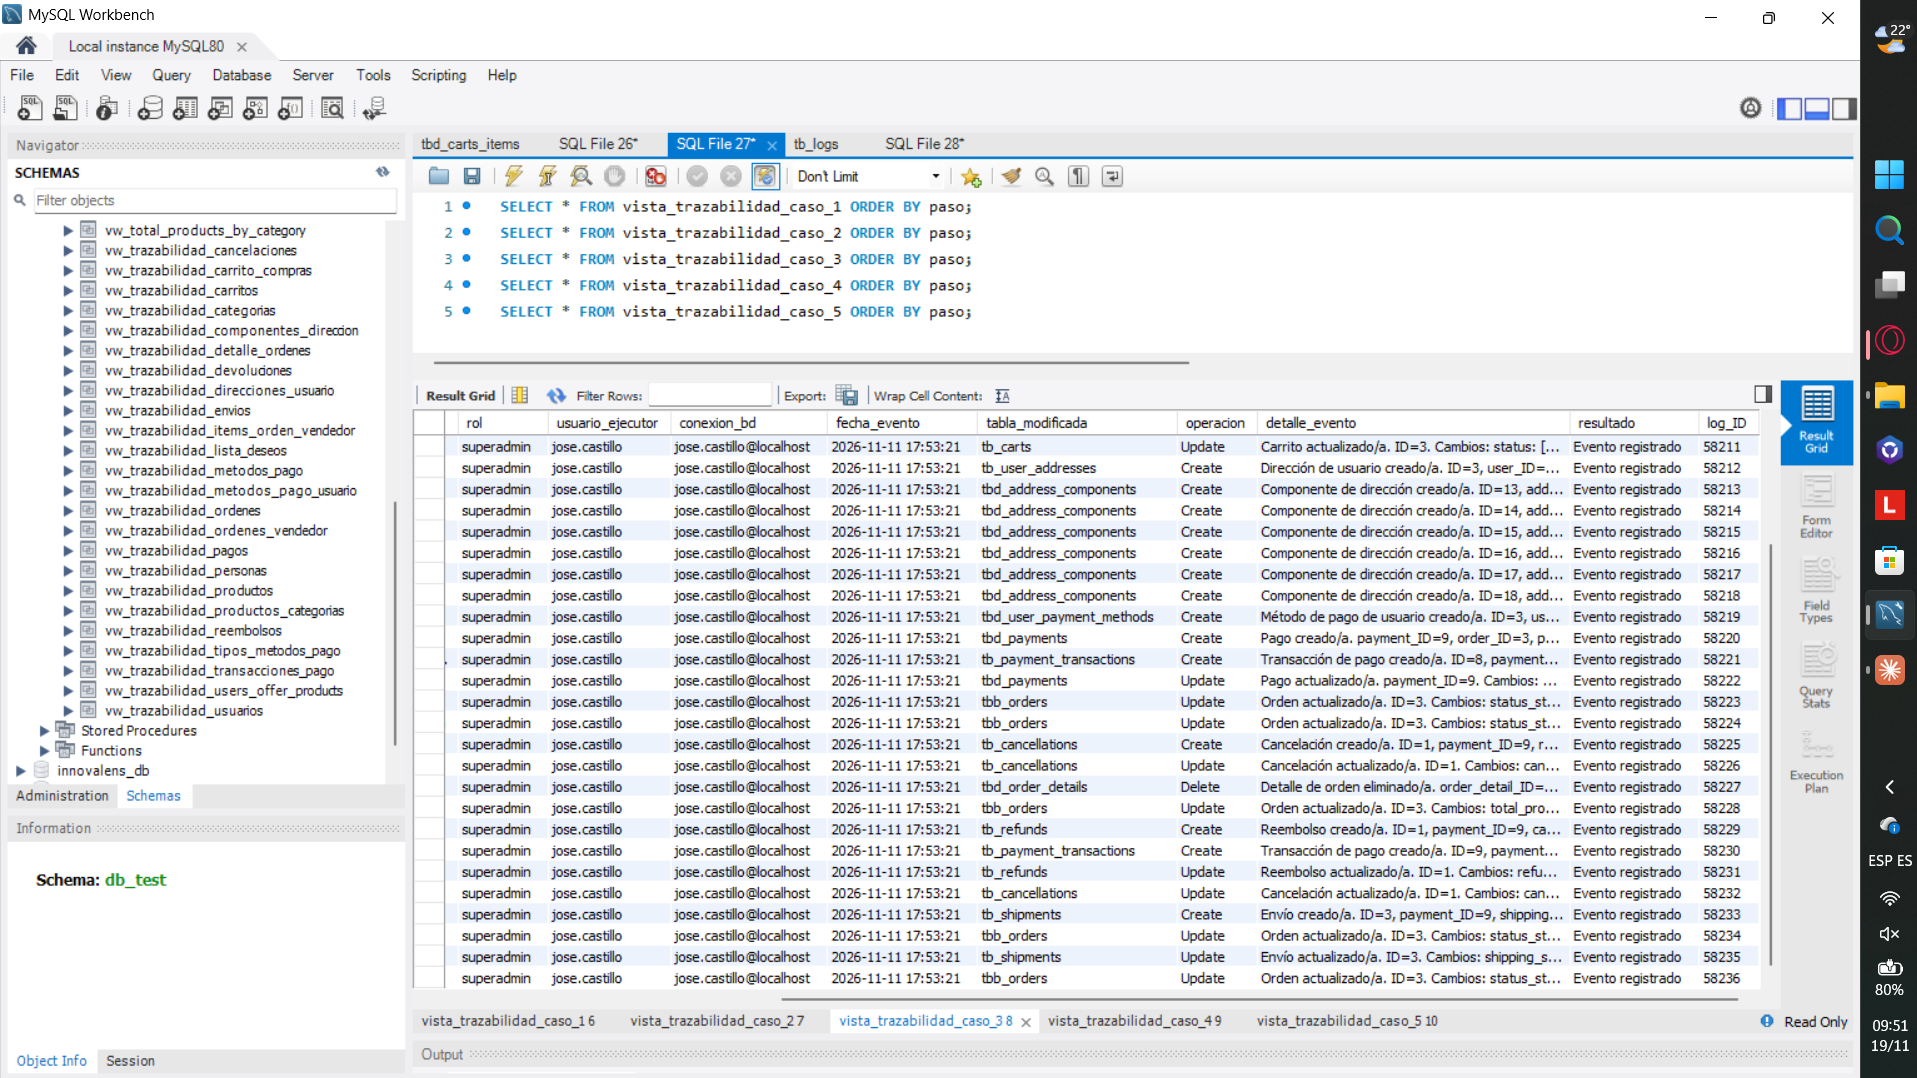 MySQL Workbench
Local instance MySQL80
File Edit View Query Database Server Tools Scripting Help
Navigator
SCHEMAS
Filter objects
vw_total_products_by_category
vw_trazabilidad_cancelaciones
vw_trazabilidad_carrito_compras
vw_trazabilidad_carritos
vw_trazabilidad_categorias
vw_trazabilidad_componentes_direccion
vw_trazabilidad_detalle_ordenes
vw_trazabilidad_devoluciones
vw_trazabilidad_direcciones_usuario
vw_trazabilidad_envios
vw_trazabilidad_items_orden_vendedor
vw_trazabilidad_lista_deseos
vw_trazabilidad_metodos_pago
vw_trazabilidad_metodos_pago_usuario
vw_trazabilidad_ordenes
vw_trazabilidad_ordenes_vendedor
vw_trazabilidad_pagos
vw_trazabilidad_personas
vw_trazabilidad_productos
vw_trazabilidad_productos_categorias
vw_trazabilidad_reembolsos
vw_trazabilidad_tipos_metodos_pago
vw_trazabilidad_transacciones_pago
vw_trazabilidad_users_offer_products
vw_trazabilidad_usuarios
Stored Procedures
Functions
innovalens_db
Administration Schemas
Information
Schema: db_test
Object Info Session
tbd_carts_items SQL File 26* SQL File 27* tb_logs SQL File 28*
Don't Limit
1 SELECT * FROM vista_trazabilidad_caso_1 ORDER BY paso;
2 SELECT * FROM vista_trazabilidad_caso_2 ORDER BY paso;
3 SELECT * FROM vista_trazabilidad_caso_3 ORDER BY paso;
4 SELECT * FROM vista_trazabilidad_caso_4 ORDER BY paso;
5 SELECT * FROM vista_trazabilidad_caso_5 ORDER BY paso;
Result Grid Filter Rows: Export: Wrap Cell Content:
rol usuario_ejecutor conexion_bd fecha_evento tabla_modificada operacion detalle_evento resultado log_ID
superadmin jose.castillo jose.castillo@localhost 2026-11-11 17:53:21 tb_carts Update Carrito actualizado/a. ID=3. Cambios: status: [... Evento registrado 58211
superadmin jose.castillo jose.castillo@localhost 2026-11-11 17:53:21 tb_user_addresses Create Dirección de usuario creado/a. ID=3, user_ID=... Evento registrado 58212
superadmin jose.castillo jose.castillo@localhost 2026-11-11 17:53:21 tbd_address_components Create Componente de dirección creado/a. ID=13, add... Evento registrado 58213
superadmin jose.castillo jose.castillo@localhost 2026-11-11 17:53:21 tbd_address_components Create Componente de dirección creado/a. ID=14, add... Evento registrado 58214
superadmin jose.castillo jose.castillo@localhost 2026-11-11 17:53:21 tbd_address_components Create Componente de dirección creado/a. ID=15, add... Evento registrado 58215
superadmin jose.castillo jose.castillo@localhost 2026-11-11 17:53:21 tbd_address_components Create Componente de dirección creado/a. ID=16, add... Evento registrado 58216
superadmin jose.castillo jose.castillo@localhost 2026-11-11 17:53:21 tbd_address_components Create Componente de dirección creado/a. ID=17, add... Evento registrado 58217
superadmin jose.castillo jose.castillo@localhost 2026-11-11 17:53:21 tbd_address_components Create Componente de dirección creado/a. ID=18, add... Evento registrado 58218
superadmin jose.castillo jose.castillo@localhost 2026-11-11 17:53:21 tbd_user_payment_methods Create Método de pago de usuario creado/a. ID=3, us... Evento registrado 58219
superadmin jose.castillo jose.castillo@localhost 2026-11-11 17:53:21 tbd_payments Create Pago creado/a. payment_ID=9, order_ID=3, p... Evento registrado 58220
superadmin jose.castillo jose.castillo@localhost 2026-11-11 17:53:21 tb_payment_transactions Create Transacción de pago creado/a. ID=8, payment... Evento registrado 58221
superadmin jose.castillo jose.castillo@localhost 2026-11-11 17:53:21 tbd_payments Update Pago actualizado/a. payment_ID=9. Cambios: ... Evento registrado 58222
superadmin jose.castillo jose.castillo@localhost 2026-11-11 17:53:21 tbb_orders Update Orden actualizado/a. ID=3. Cambios: status_st... Evento registrado 58223
superadmin jose.castillo jose.castillo@localhost 2026-11-11 17:53:21 tbb_orders Update Orden actualizado/a. ID=3. Cambios: status_st... Evento registrado 58224
superadmin jose.castillo jose.castillo@localhost 2026-11-11 17:53:21 tb_cancellations Create Cancelación creado/a. ID=1, payment_ID=9, r... Evento registrado 58225
superadmin jose.castillo jose.castillo@localhost 2026-11-11 17:53:21 tb_cancellations Update Cancelación actualizado/a. ID=1. Cambios: can... Evento registrado 58226
superadmin jose.castillo jose.castillo@localhost 2026-11-11 17:53:21 tbd_order_details Delete Detalle de orden eliminado/a. order_detail_ID=... Evento registrado 58227
superadmin jose.castillo jose.castillo@localhost 2026-11-11 17:53:21 tbb_orders Update Orden actualizado/a. ID=3. Cambios: total_pro... Evento registrado 58228
superadmin jose.castillo jose.castillo@localhost 2026-11-11 17:53:21 tb_refunds Create Reembolso creado/a. ID=1, payment_ID=9, ca... Evento registrado 58229
superadmin jose.castillo jose.castillo@localhost 2026-11-11 17:53:21 tb_payment_transactions Create Transacción de pago creado/a. ID=9, payment... Evento registrado 58230
superadmin jose.castillo jose.castillo@localhost 2026-11-11 17:53:21 tb_refunds Update Reembolso actualizado/a. ID=1. Cambios: refu... Evento registrado 58231
superadmin jose.castillo jose.castillo@localhost 2026-11-11 17:53:21 tb_cancellations Update Cancelación actualizado/a. ID=1. Cambios: can... Evento registrado 58232
superadmin jose.castillo jose.castillo@localhost 2026-11-11 17:53:21 tb_shipments Create Envío creado/a. ID=3, payment_ID=9, shipping... Evento registrado 58233
superadmin jose.castillo jose.castillo@localhost 2026-11-11 17:53:21 tbb_orders Update Orden actualizado/a. ID=3. Cambios: status_st... Evento registrado 58234
superadmin jose.castillo jose.castillo@localhost 2026-11-11 17:53:21 tb_shipments Update Envío actualizado/a. ID=3. Cambios: shipping_s... Evento registrado 58235
superadmin jose.castillo jose.castillo@localhost 2026-11-11 17:53:21 tbb_orders Update Orden actualizado/a. ID=3. Cambios: status_st... Evento registrado 58236
vista_trazabilidad_caso_1 6 vista_trazabilidad_caso_2 7 vista_trazabilidad_caso_3 8 vista_trazabilidad_caso_4 9 vista_trazabilidad_caso_5 10
Read Only
Output
Result
Grid
Form
Editor
Field
Types
Query
Stats
Execution
Plan
22°
L
ESP ES
80%
09:51
19/11